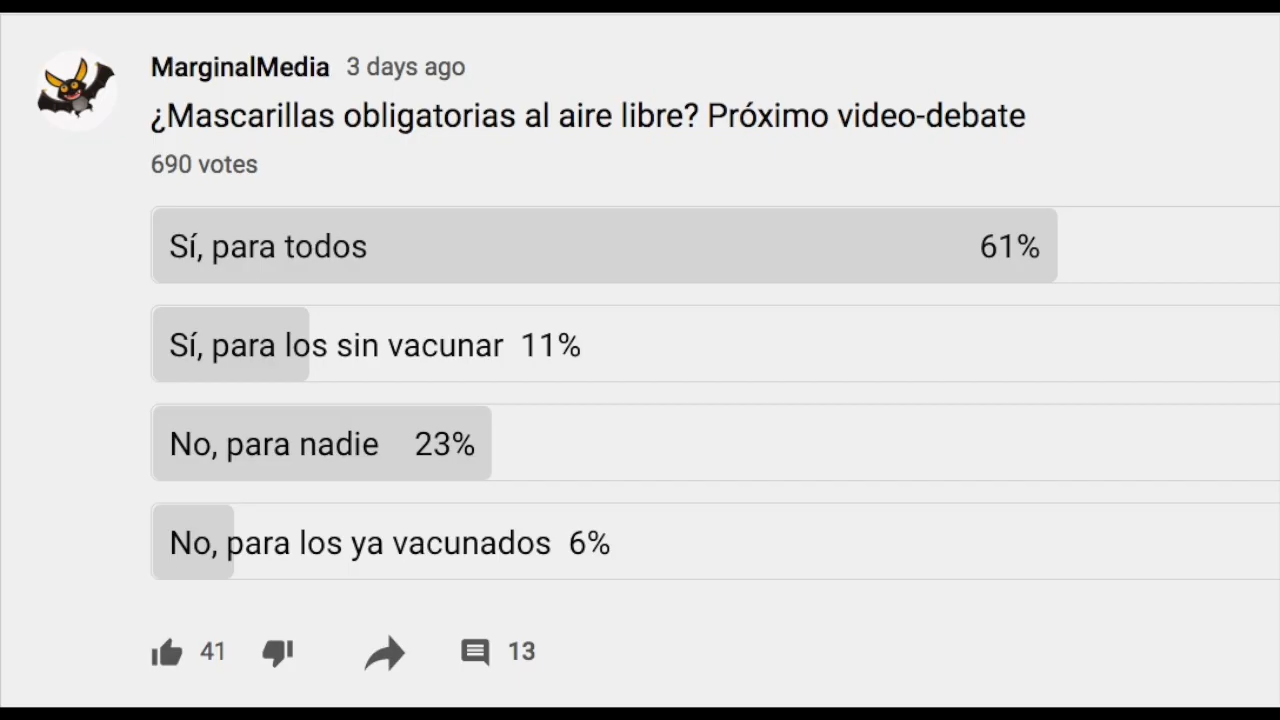 MarginalMedia 3 days ago
¿Mascarillas obligatorias al aire libre? Próximo video-debate
690 votes
Sí, para todos 61%
Sí, para los sin vacunar 11%
No, para nadie 23%
No, para los ya vacunados 6%
41 13